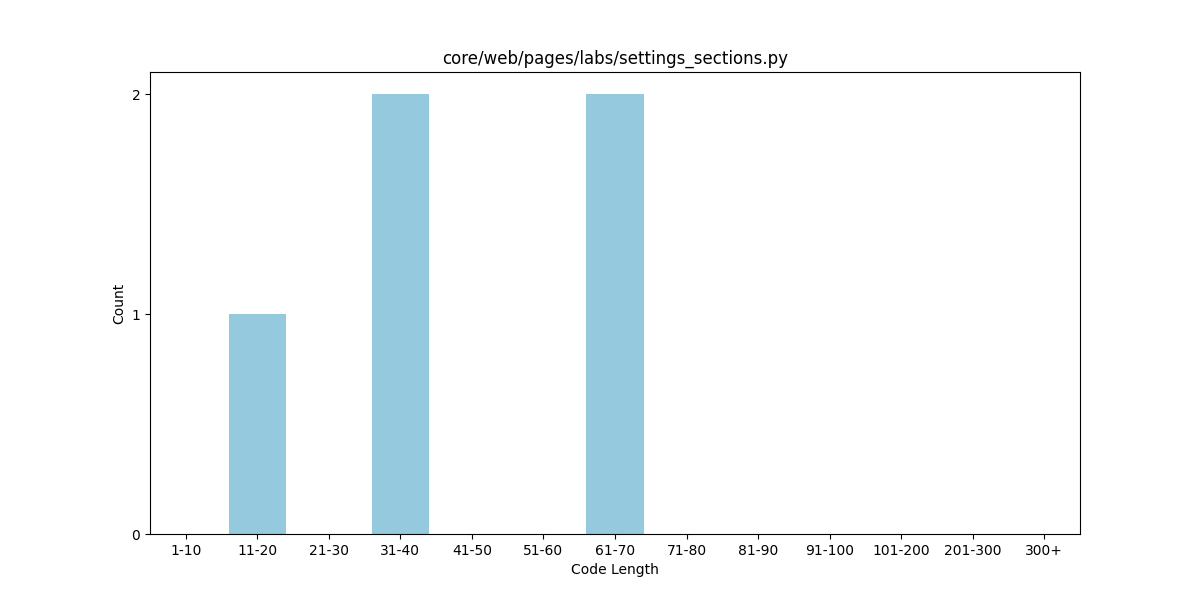 core/web/pages/labs/settings_sections.py
2
1
0
Count
1-10 11-20 21-30 31-40 41-50 51-60 61-70 71-80 81-90 91-100 101-200 201-300 300+
Code Length